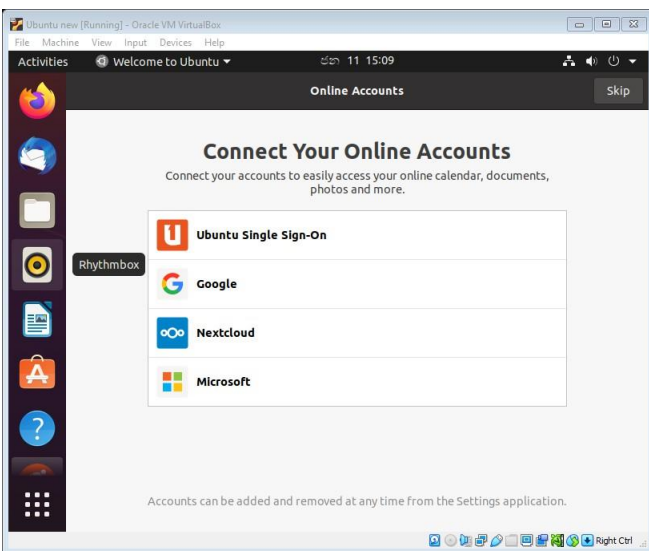 Ubuntu new [Running] - Oracle VM VirtualBox
File Machine View Input Devices Help
Activities Welcome to Ubuntu ජන 11 15:09
Online Accounts Skip
Connect Your Online Accounts
Connect your accounts to easily access your online calendar, documents,
photos and more.
Ubuntu Single Sign-On
Rhythmbox
Google
Nextcloud
Microsoft
Accounts can be added and removed at any time from the Settings application.
Right Ctrl